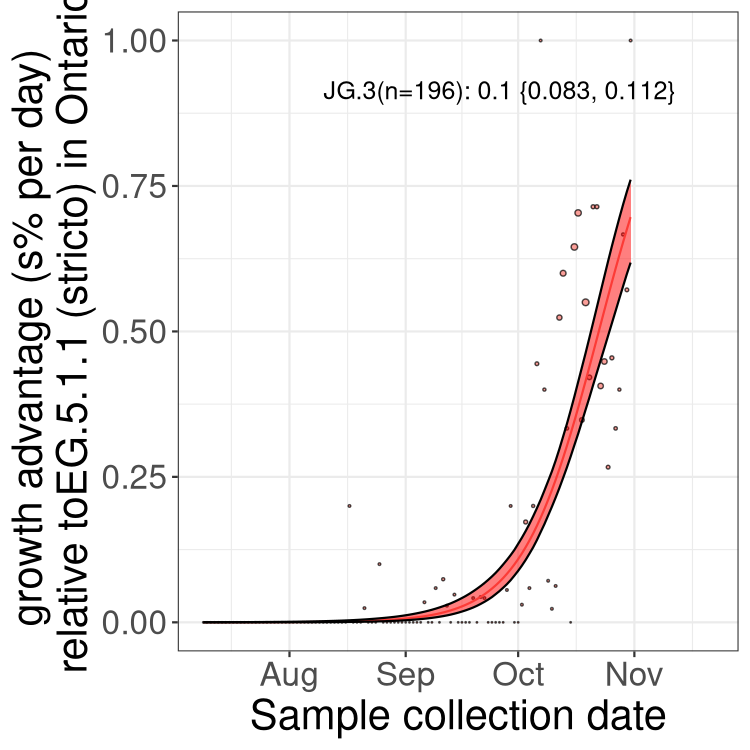 growth advantage (s% per day)
relative toEG.5.1.1 (stricto) in Ontario
1.00
0.75
0.50
0.25
0.00
JG.3(n=196): 0.1 {0.083, 0.112}
Aug Sep Oct Nov
Sample collection date